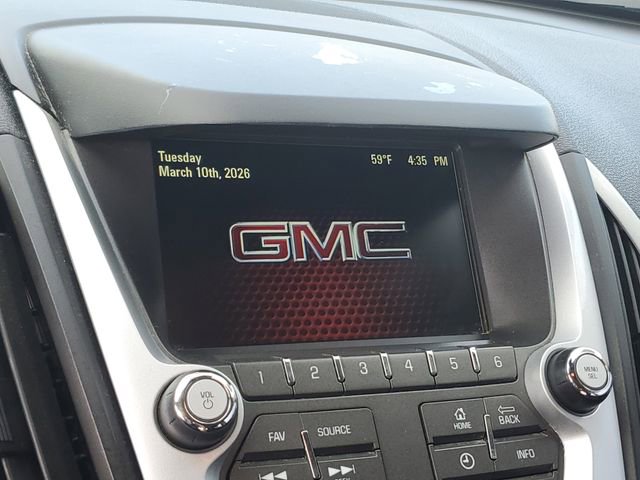 Tuesday
March 10th, 2026
59°F 4:35 PM
GMC
1 2 3 4 5 6
VOL
MENU
SEL
FAV
SOURCE
HOME
BACK
INFO